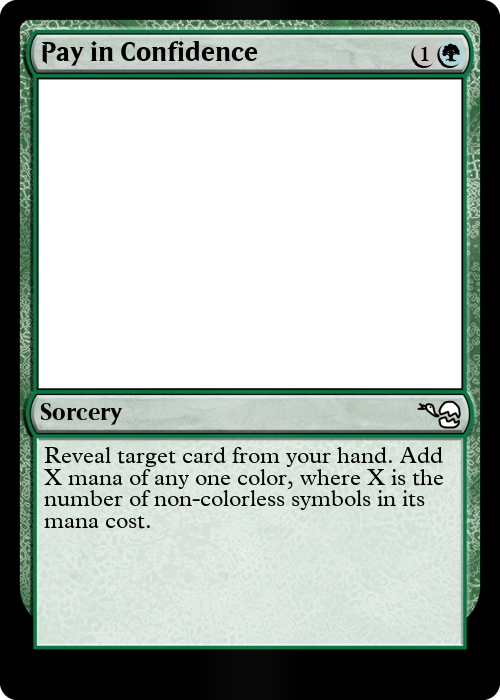 Pay in Confidence 1
Sorcery
Reveal target card from your hand. Add
X mana of any one color, where X is the
number of non-colorless symbols in its
mana cost.